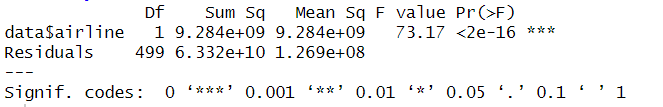 Df Sum Sq Mean Sq F value Pr(>F)
data$airline 1 9.284e+09 9.284e+09 73.17 <2e-16 ***
Residuals 499 6.332e+10 1.269e+08
---
Signif. codes: 0 ‘***’ 0.001 ‘**’ 0.01 ‘*’ 0.05 ‘.’ 0.1 ‘ ’ 1